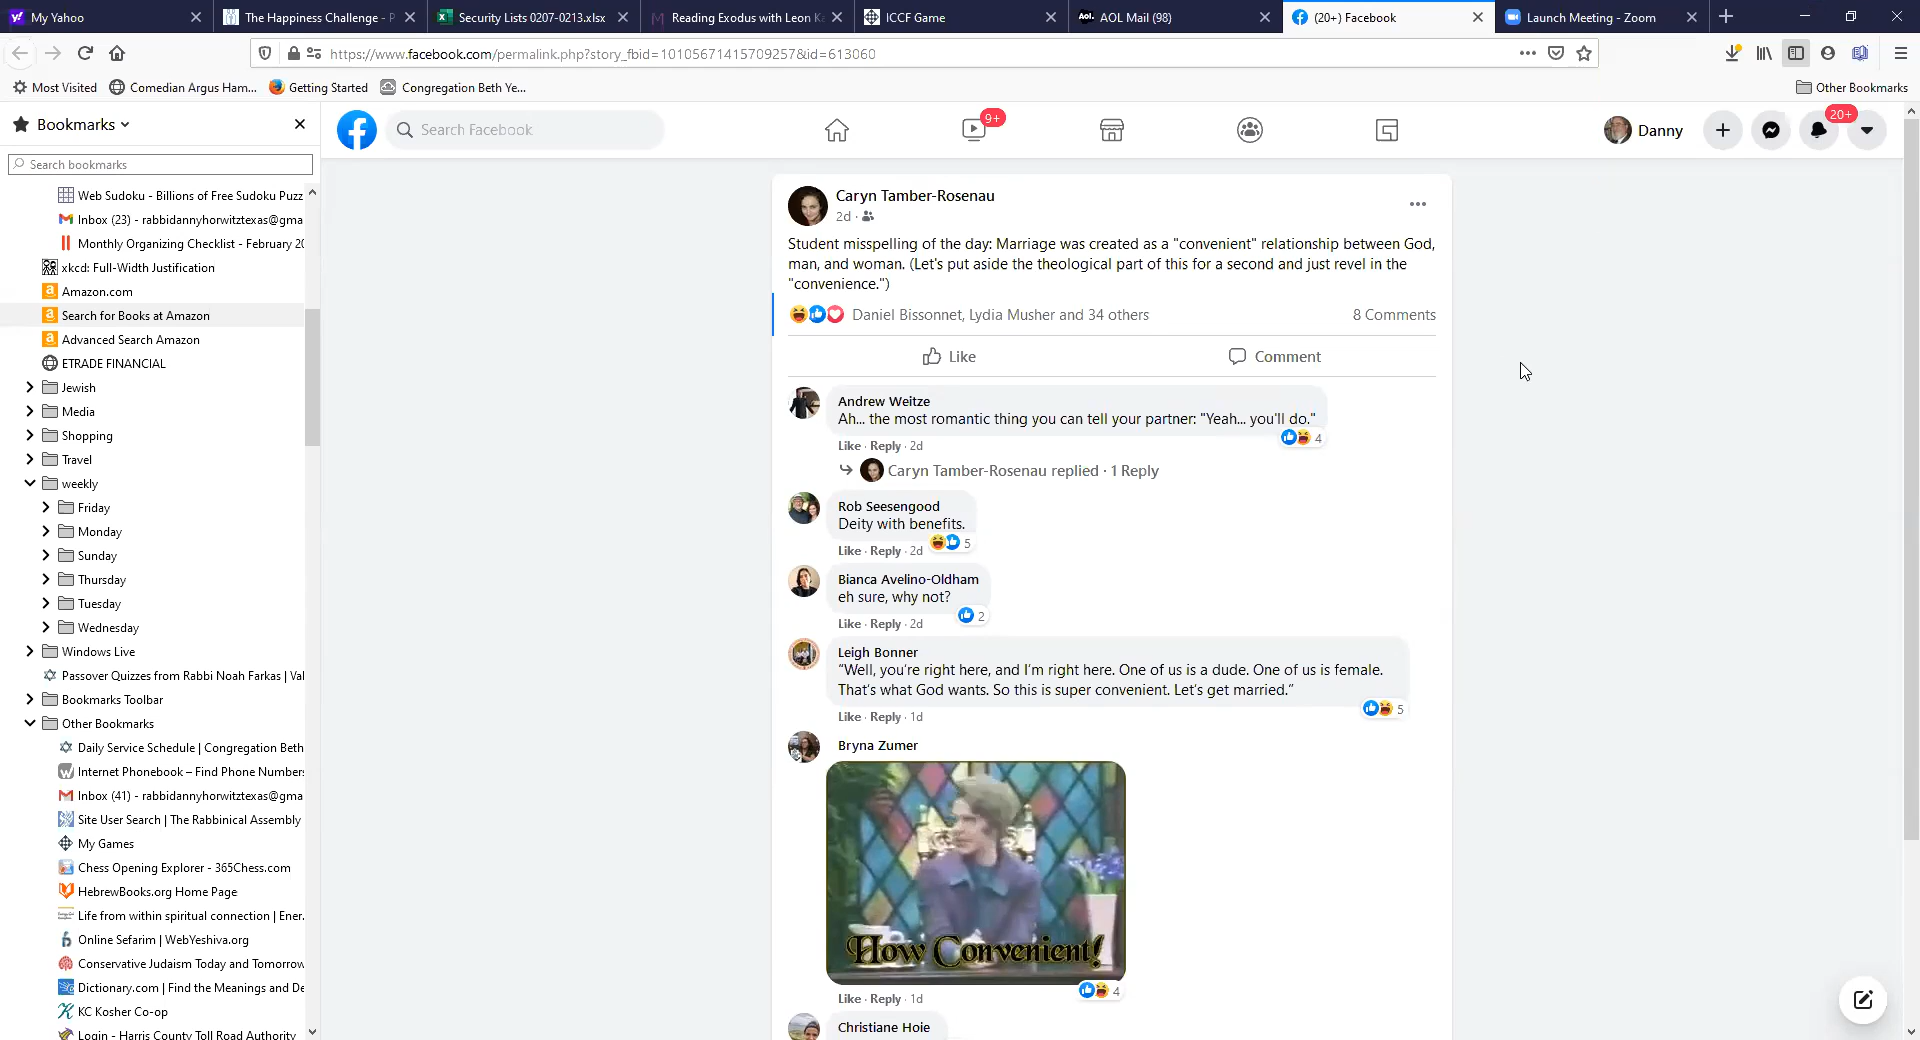 My Yahoo
The Happiness Challenge - P
Security Lists 0207-0213.xlsx
Reading Exodus with Leon Ka
ICCF Game
AOL Mail (98)
(20+) Facebook
Launch Meeting - Zoom
https://www.facebook.com/permalink.php?story_fbid=10105671415709257&id=613060
Most Visited
Comedian Argus Ham...
Getting Started
Congregation Beth Ye...
Other Bookmarks
Bookmarks
Search bookmarks
Web Sudoku - Billions of Free Sudoku Puzz
Inbox (23) - rabbidannyhorwitztexas@gma
Monthly Organizing Checklist - February 20
xkcd: Full-Width Justification
Amazon.com
Search for Books at Amazon
Advanced Search Amazon
ETRADE FINANCIAL
Jewish
Media
Shopping
Travel
weekly
Friday
Monday
Sunday
Thursday
Tuesday
Wednesday
Windows Live
Passover Quizzes from Rabbi Noah Farkas | Val
Bookmarks Toolbar
Other Bookmarks
Daily Service Schedule | Congregation Beth
Internet Phonebook – Find Phone Numbers
Inbox (41) - rabbidannyhorwitztexas@gma
Site User Search | The Rabbinical Assembly
My Games
Chess Opening Explorer - 365Chess.com
HebrewBooks.org Home Page
Life from within spiritual connection | Ener.
Online Sefarim | WebYeshiva.org
Conservative Judaism Today and Tomorrow
Dictionary.com | Find the Meanings and De
KC Kosher Co-op
Login - Harris County Toll Road Authority
Search Facebook
9+
Danny
20+
Caryn Tamber-Rosenau
2d ·
Student misspelling of the day: Marriage was created as a "convenient" relationship between God,
man, and woman. (Let's put aside the theological part of this for a second and just revel in the
"convenience.")
Daniel Bissonnet, Lydia Musher and 34 others
8 Comments
Like
Comment
Andrew Weitze
Ah... the most romantic thing you can tell your partner: "Yeah... you'll do."
4
Like · Reply · 2d
Caryn Tamber-Rosenau replied · 1 Reply
Rob Seesengood
Deity with benefits.
5
Like · Reply · 2d
Bianca Avelino-Oldham
eh sure, why not?
2
Like · Reply · 2d
Leigh Bonner
“Well, you’re right here, and I’m right here. One of us is a dude. One of us is female.
That’s what God wants. So this is super convenient. Let’s get married.”
5
Like · Reply · 1d
Bryna Zumer
How Convenient!
4
Like · Reply · 1d
Christiane Hoie